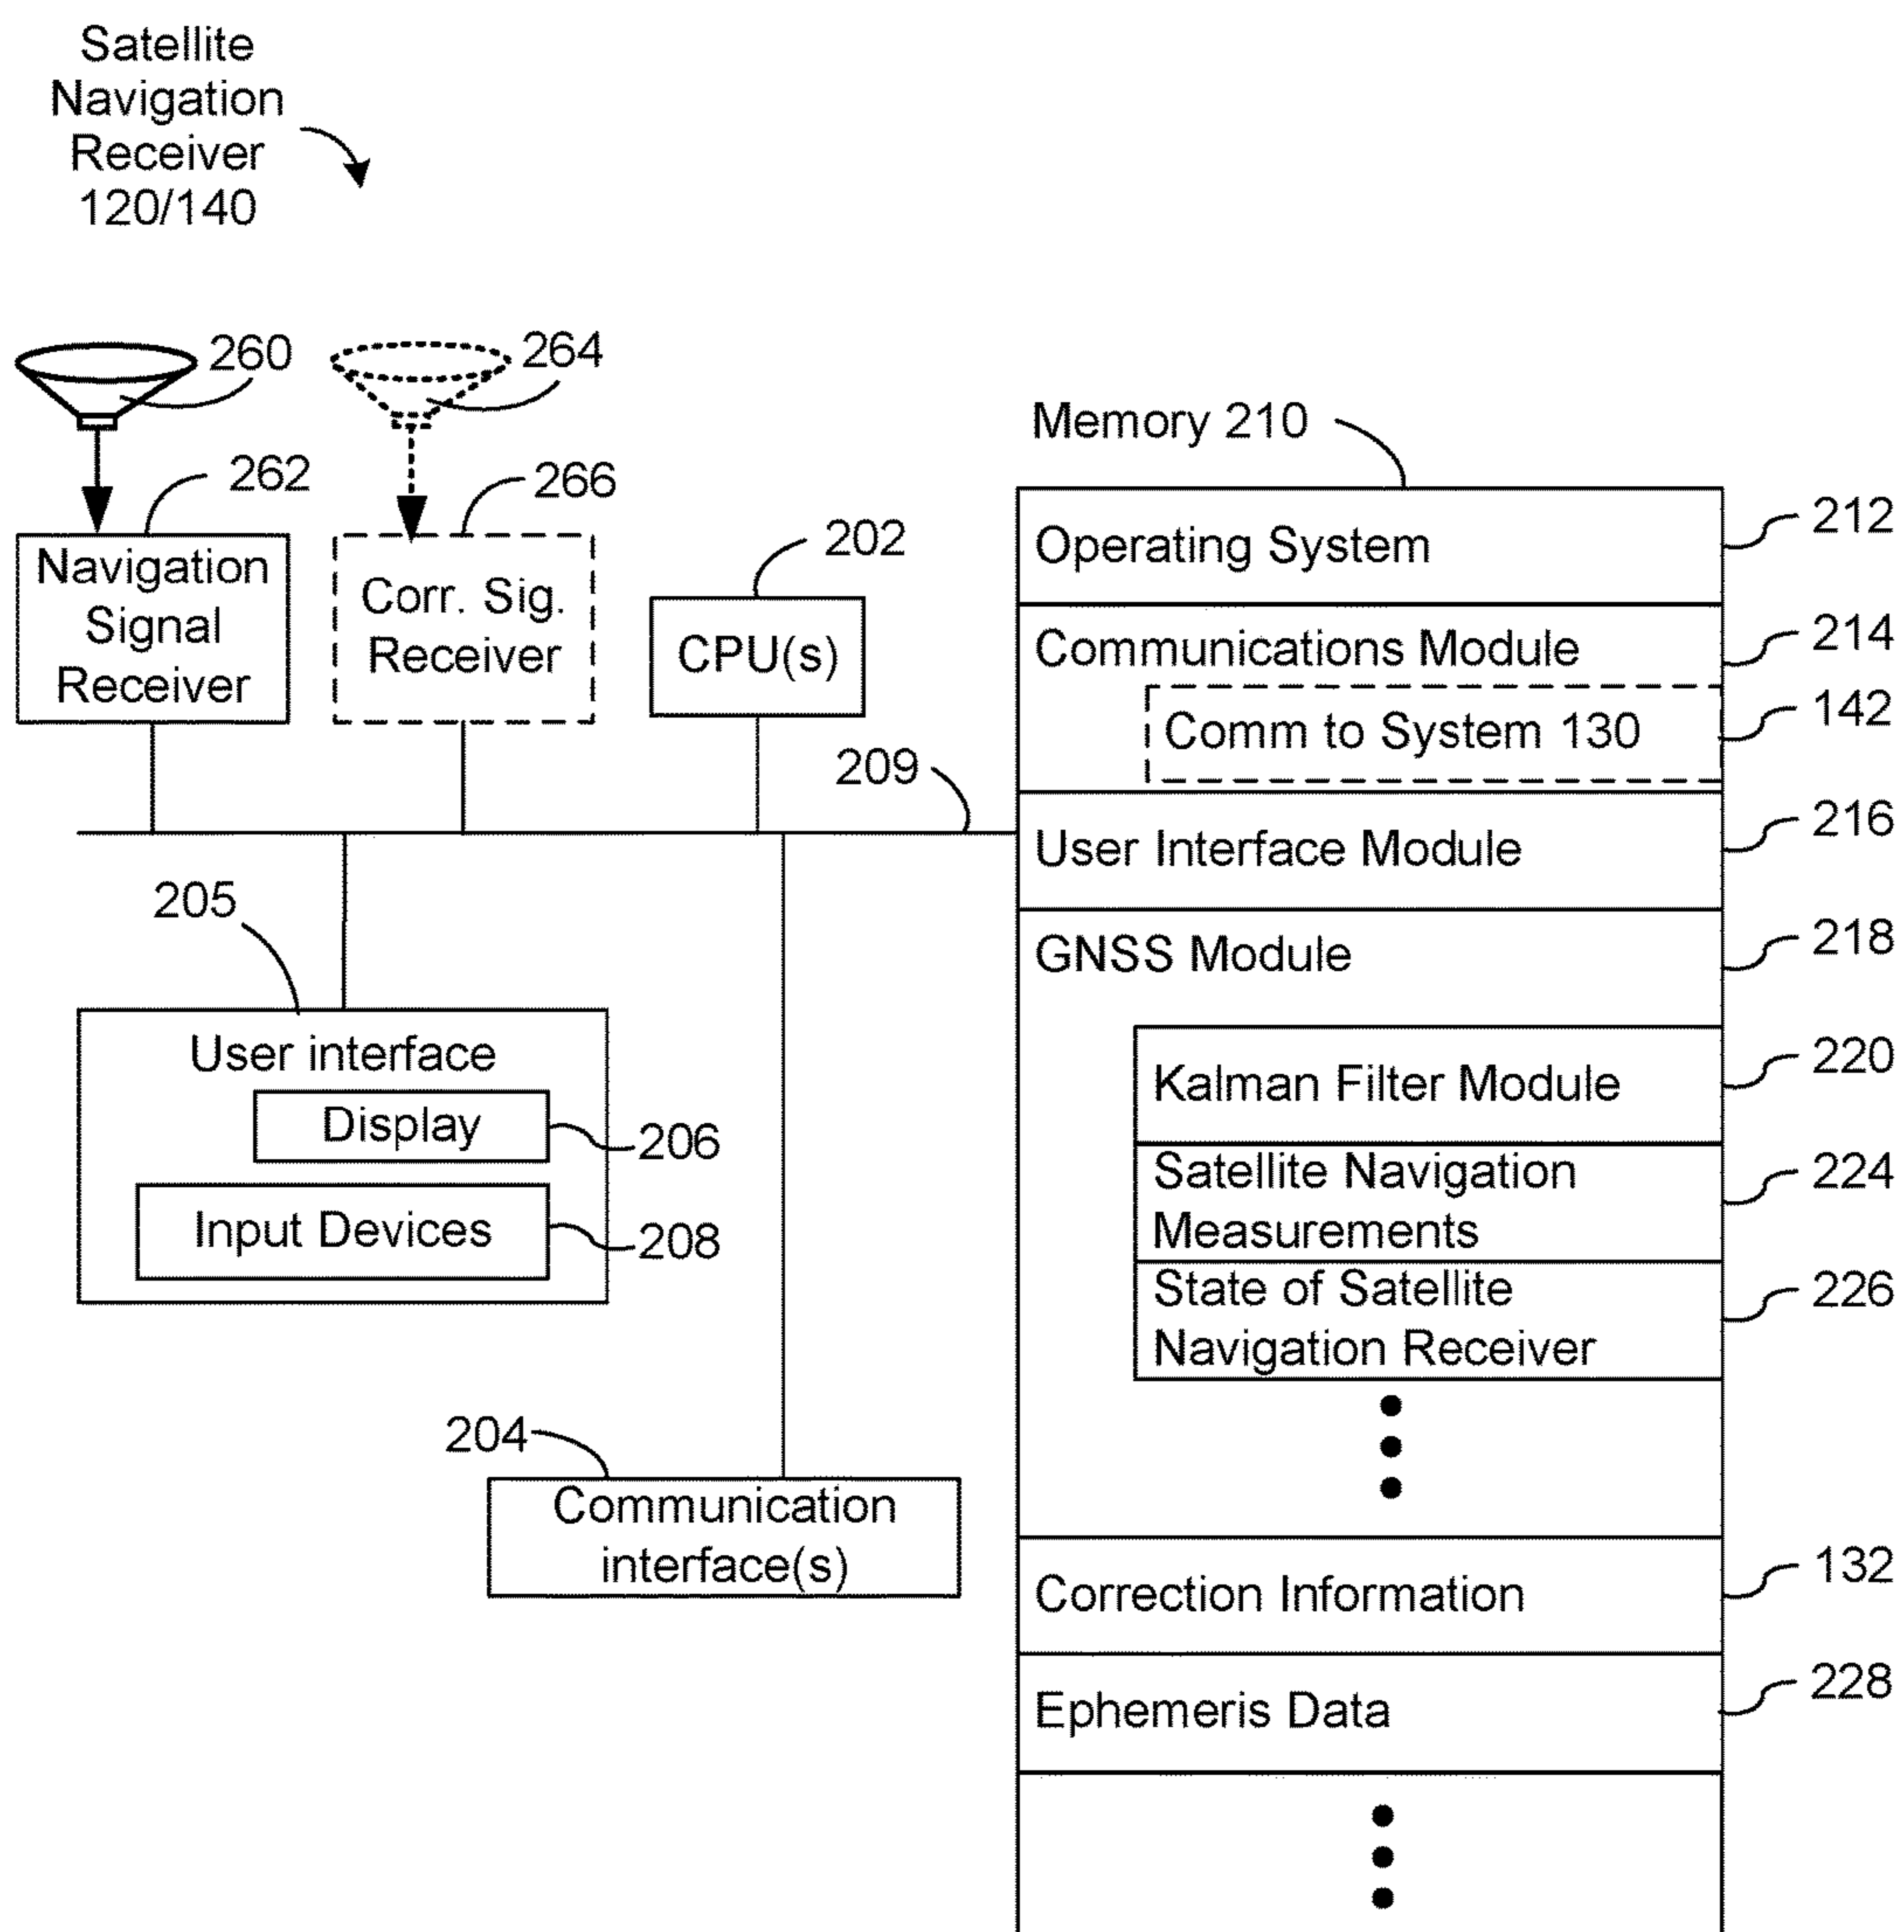 Satellite
Navigation
Receiver
120/140
260
264
262
266
202
Navigation
Signal
Receiver
Corr. Sig.
Receiver
CPU(s)
209
205
User interface
Display
206
Input Devices
208
204
Communication
interface(s)
Memory 210
Operating System
212
Communications Module
214
Comm to System 130
142
User Interface Module
216
GNSS Module
218
Kalman Filter Module
220
Satellite Navigation
Measurements
224
State of Satellite
Navigation Receiver
226
Correction Information
132
Ephemeris Data
228